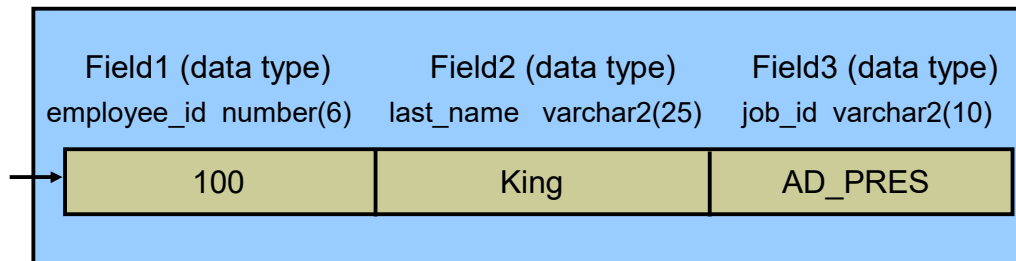 Field1 (data type) Field2 (data type) Field3 (data type)
employee_id number(6) last_name varchar2(25) job_id varchar2(10)
100 King AD_PRES